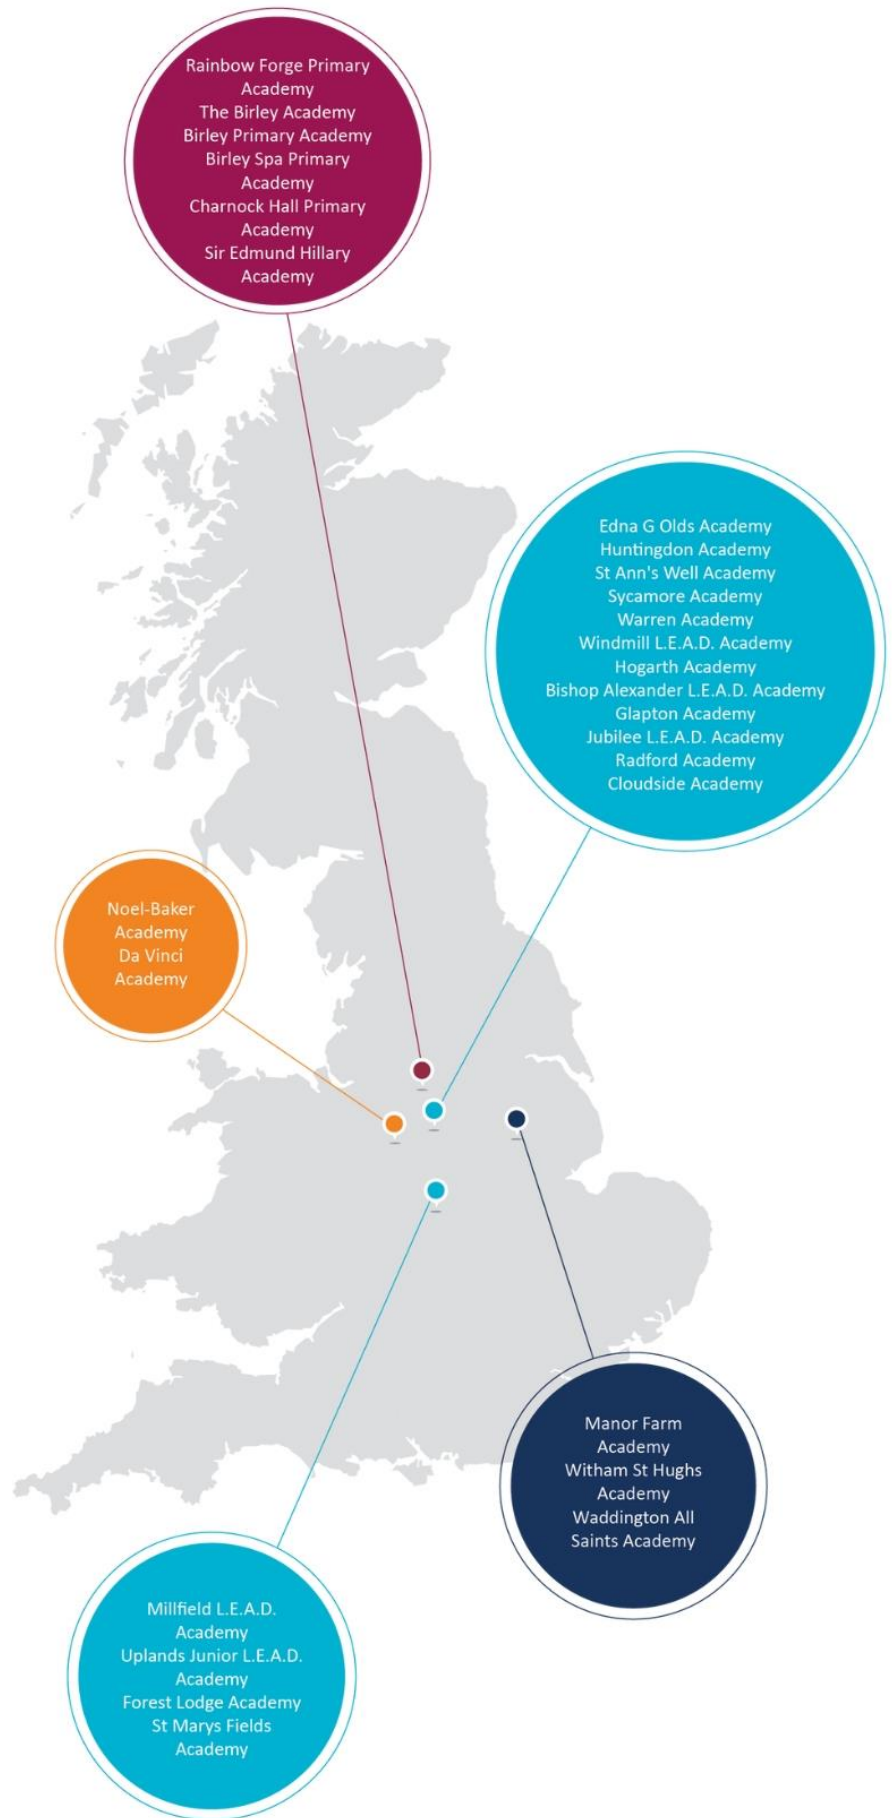 Rainbow Forge Primary
Academy
The Birley Academy
Birley Primary Academy
Birley Spa Primary
Academy
Charnock Hall Primary
Academy
Sir Edmund Hillary
Academy
Edna G Olds Academy
Huntingdon Academy
St Ann's Well Academy
Sycamore Academy
Warren Academy
Windmill L.E.A.D. Academy
Hogarth Academy
Bishop Alexander L.E.A.D. Academy
Glapton Academy
Jubilee L.E.A.D. Academy
Radford Academy
Cloudside Academy
Noel-Baker
Academy
Da Vinci
Academy
Manor Farm
Academy
Witham St Hughs
Academy
Waddington All
Saints Academy
Millfield L.E.A.D.
Academy
Uplands Junior L.E.A.D.
Academy
Forest Lodge Academy
St Marys Fields
Academy